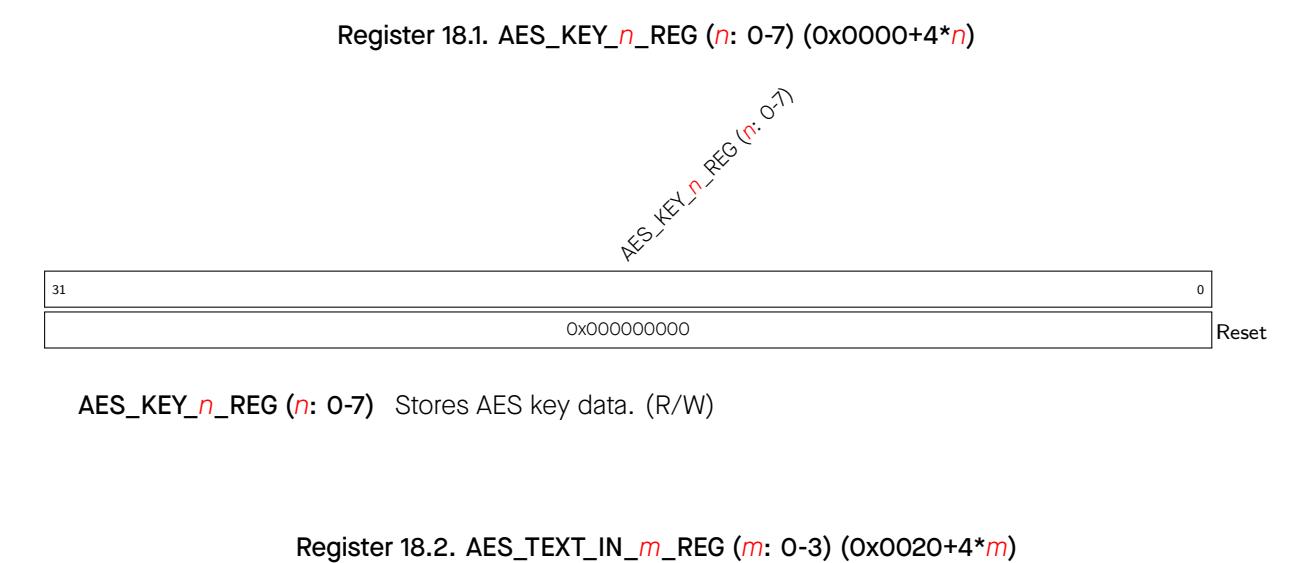 Register 18.1. AES_KEY_n_REG (n: 0-7) (0x0000+4*n)
AES_KEY_n_REG (n: 0-7)
31 0
0x000000000 Reset
AES_KEY_n_REG (n: 0-7) Stores AES key data. (R/W)
Register 18.2. AES_TEXT_IN_m_REG (m: 0-3) (0x0020+4*m)